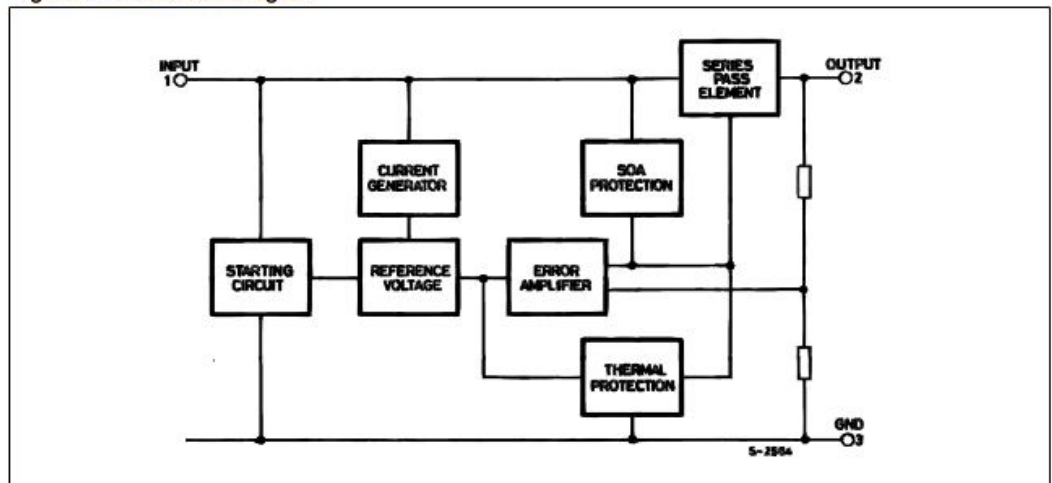 INPUT
1
SERIES
PASS
ELEMENT
OUTPUT
2
CURRENT
GENERATOR
SOA
PROTECTION
STARTING
CIRCUIT
REFERENCE
VOLTAGE
ERROR
AMPLIFIER
THERMAL
PROTECTION
GND
3
S-2564